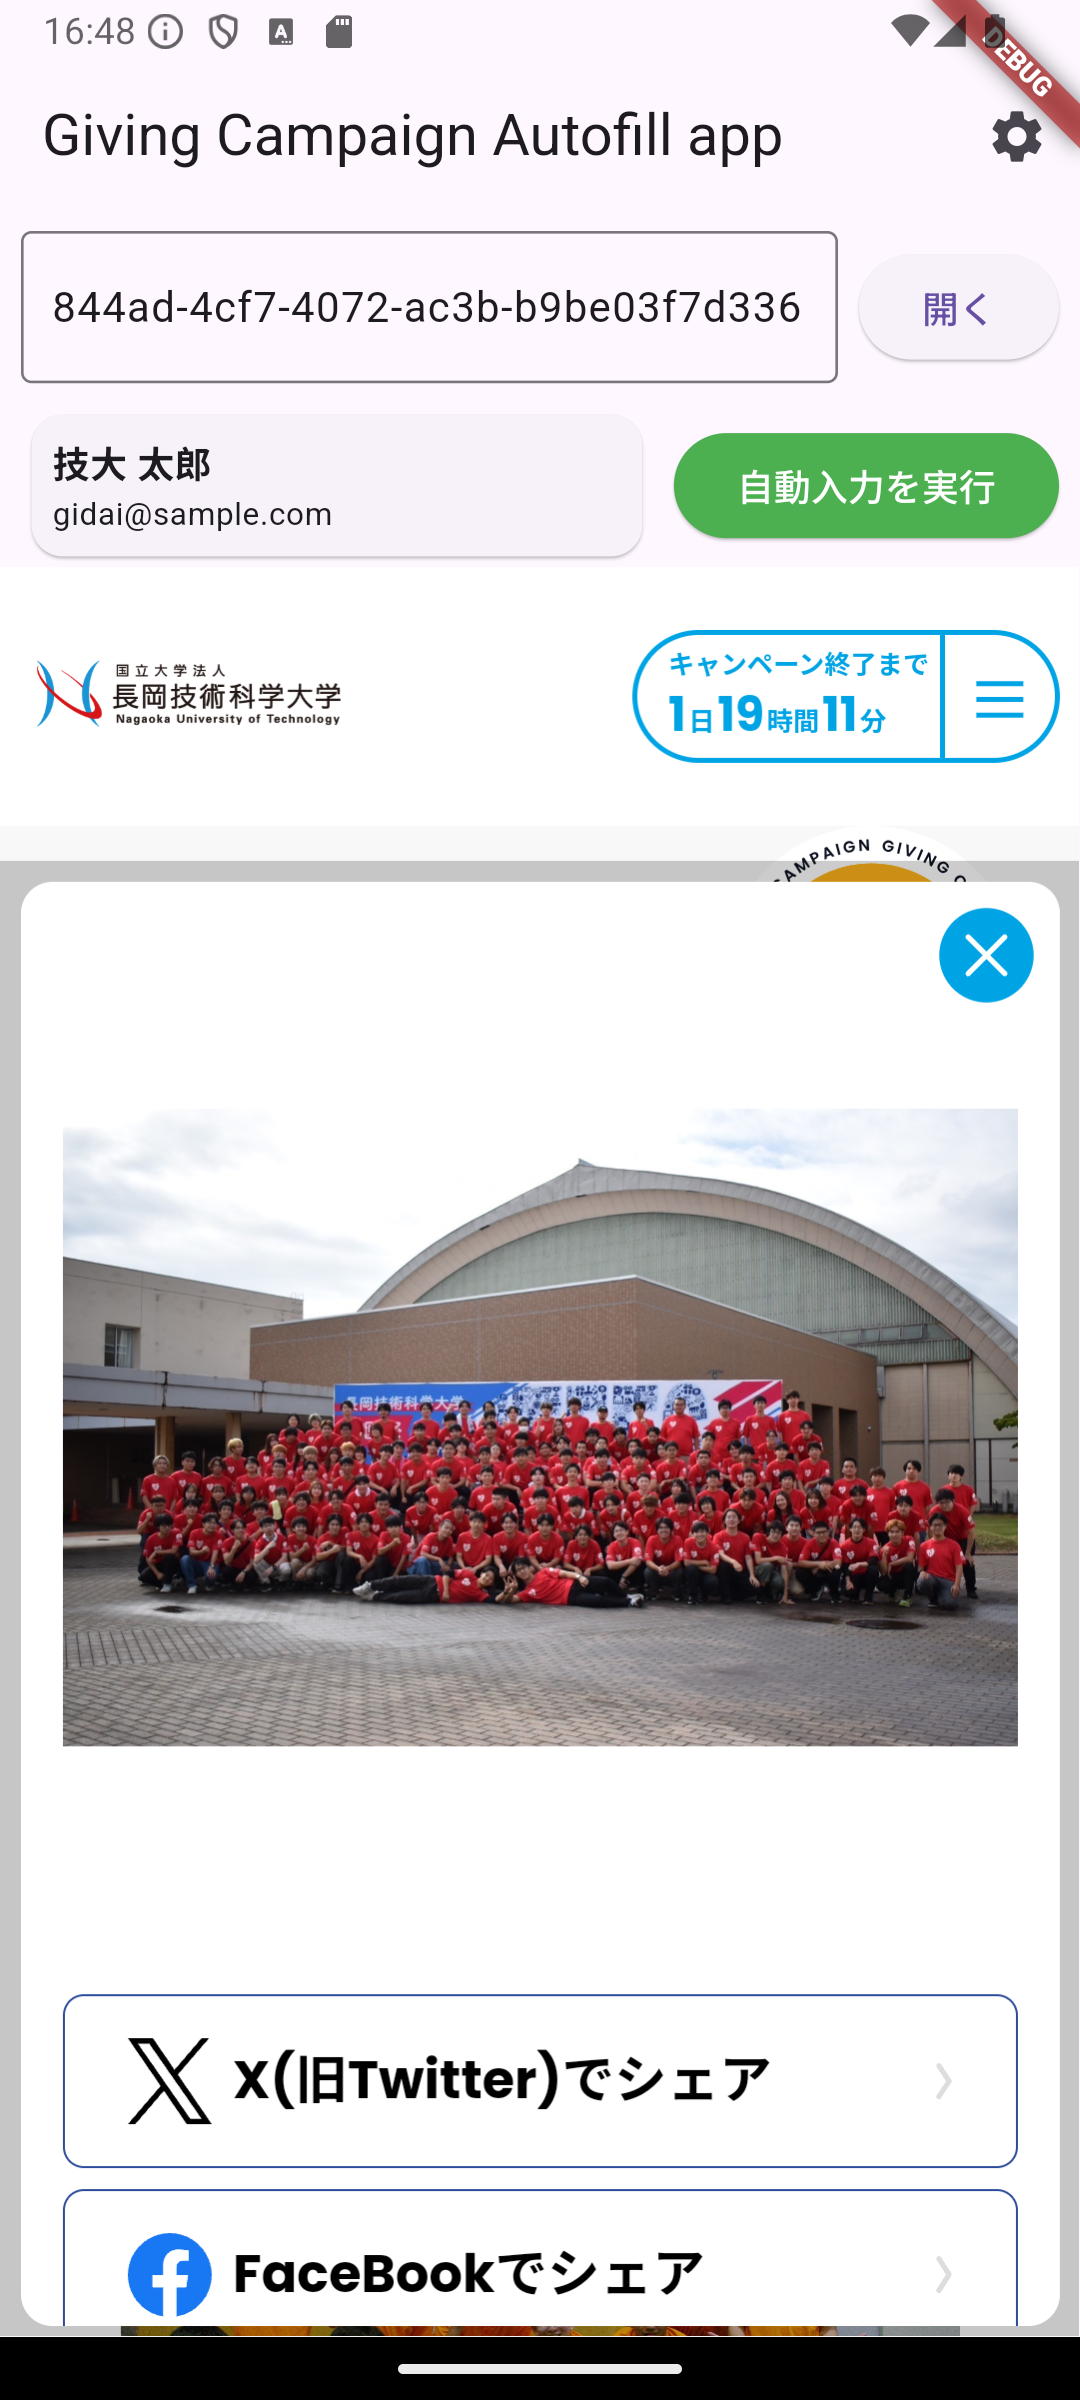 16:48
DEBUG
Giving Campaign Autofill app
844ad-4cf7-4072-ac3b-b9be03f7d336
開く
技大 太郎
gidai@sample.com
自動入力を実行
国立大学法人
長岡技術科学大学
Nagaoka University of Technology
キャンペーン終了まで
1日19時間11分
CAMPAIGN GIVING C
長岡技術科学大学
X(旧Twitter)でシェア
FaceBookでシェア